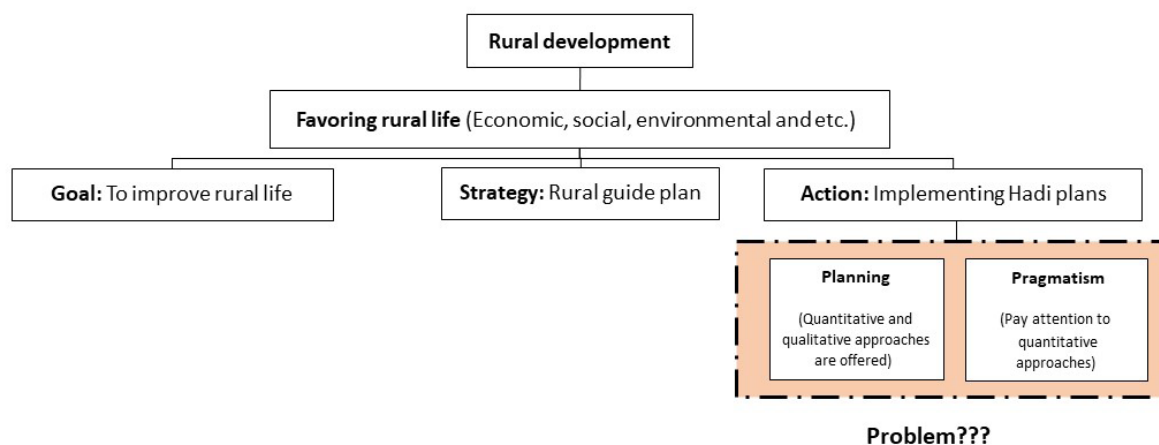 Rural development
Favoring rural life (Economic, social, environmental and etc.)
Goal: To improve rural life
Strategy: Rural guide plan
Action: Implementing Hadi plans
Planning
(Quantitative and
qualitative approaches
are offered)
Pragmatism
(Pay attention to
quantitative
approaches)
Problem???